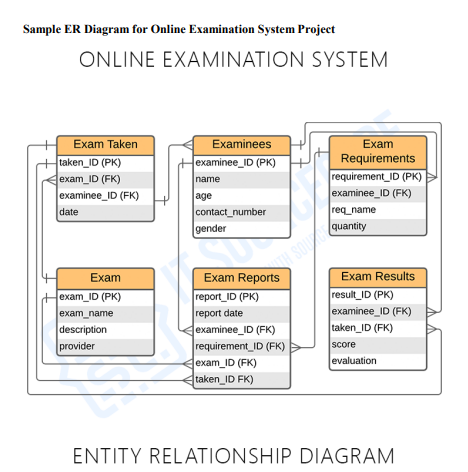 Sample ER Diagram for Online Examination System Project
ONLINE EXAMINATION SYSTEM
Exam Taken
taken_ID (PK)
exam_ID (FK)
examinee_ID (FK)
date
Examinees
examinee_ID (PK)
name
age
contact_number
gender
Exam
Requirements
requirement_ID (PK)
examinee_ID (FK)
req_name
quantity
Exam
exam_ID (PK)
exam_name
description
provider
Exam Reports
report_ID (PK)
report date
examinee_ID (FK)
requirement_ID (FK)
exam_ID (FK)
taken_ID FK)
Exam Results
result_ID (PK)
examinee_ID (FK)
taken_ID (FK)
score
evaluation
ENTITY RELATIONSHIP DIAGRAM